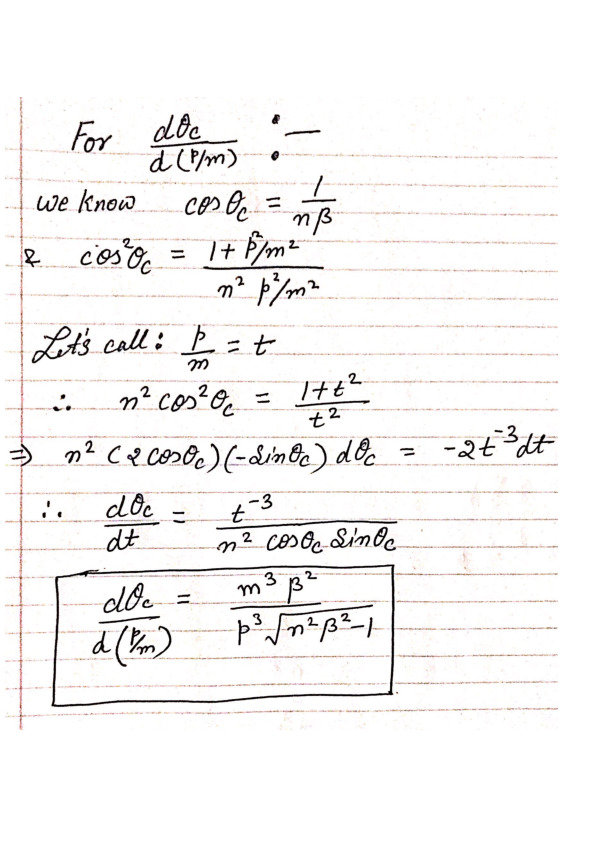 For dθc/d(p/m) :—
we know cos θc = 1/nβ
& cos²θc = (1 + p²/m²)/(n² p²/m²)
Let's call: p/m = t
∴ n² cos²θc = (1+t²)/t²
⇒ n² (2 cosθc)(-Sinθc) dθc = -2t⁻³dt
∴ dθc/dt = t⁻³/(n² cosθc Sinθc)
dθc/d(p/m) = m³ β²/(p³ √(n²β²-1))